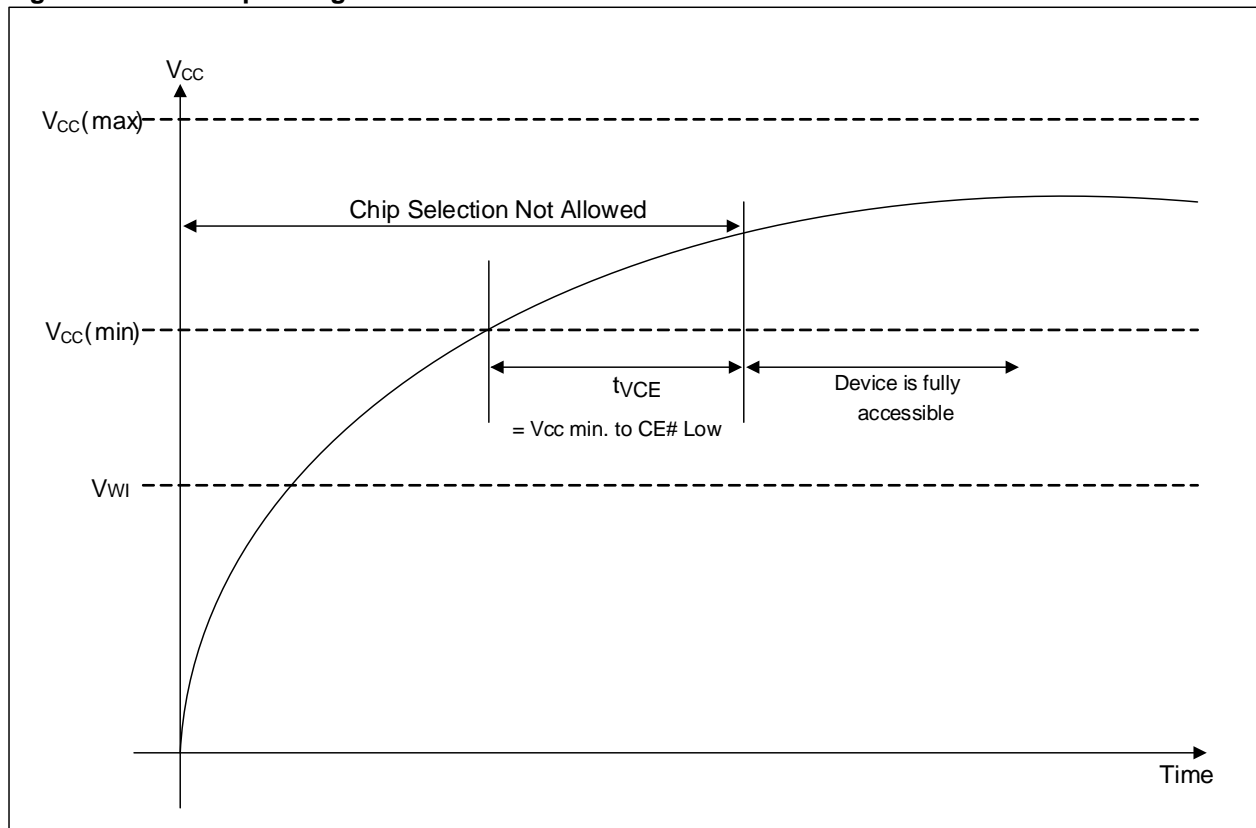 VCC
VCC(max)
Chip Selection Not Allowed
VCC(min)
tVCE
= Vcc min. to CE# Low
Device is fully
accessible
VWI
Time